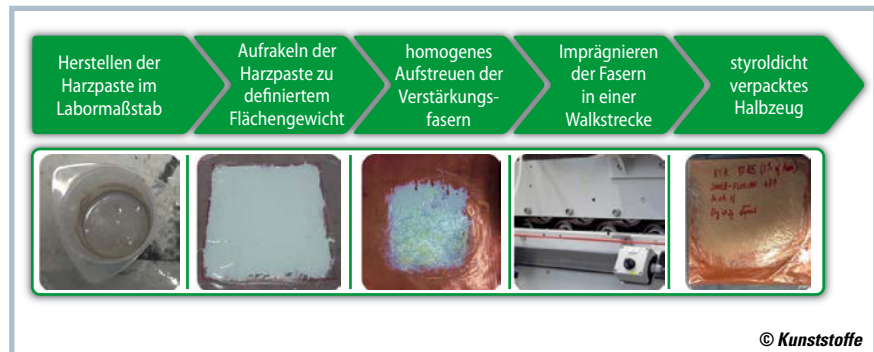 Herstellen der
Harzpaste im
Labormaßstab
Aufrakeln der
Harzpaste zu
definiertem
Flächengewicht
homogenes
Aufstreuen der
Verstärkungs-
fasern
Imprägnieren
der Fasern
in einer
Walkstrecke
styroldicht
verpacktes
Halbzeug
© Kunststoffe